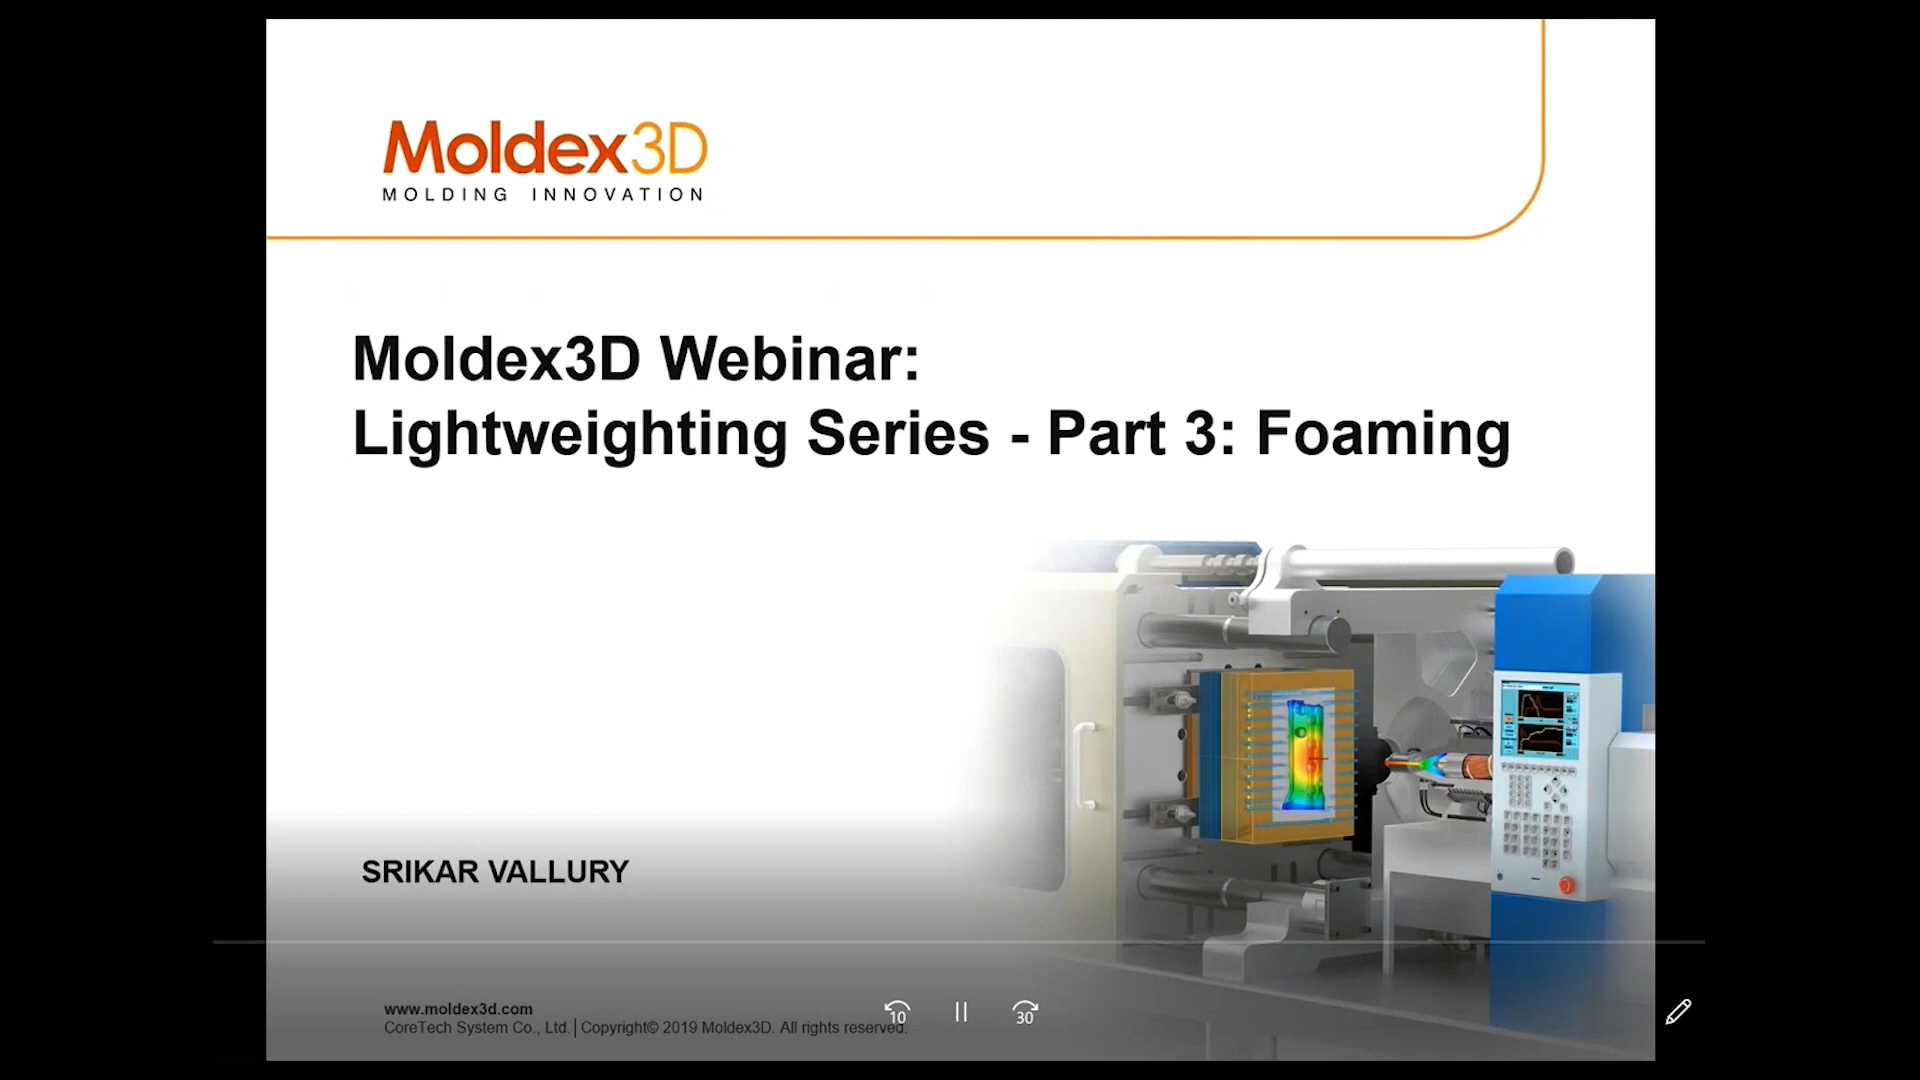 Moldex3D
MOLDING INNOVATION
Moldex3D Webinar:
Lightweighting Series - Part 3: Foaming
SRIKAR VALLURY
www.moldex3d.com
CoreTech System Co., Ltd.│Copyright© 2019 Moldex3D. All rights reserved.
10
30